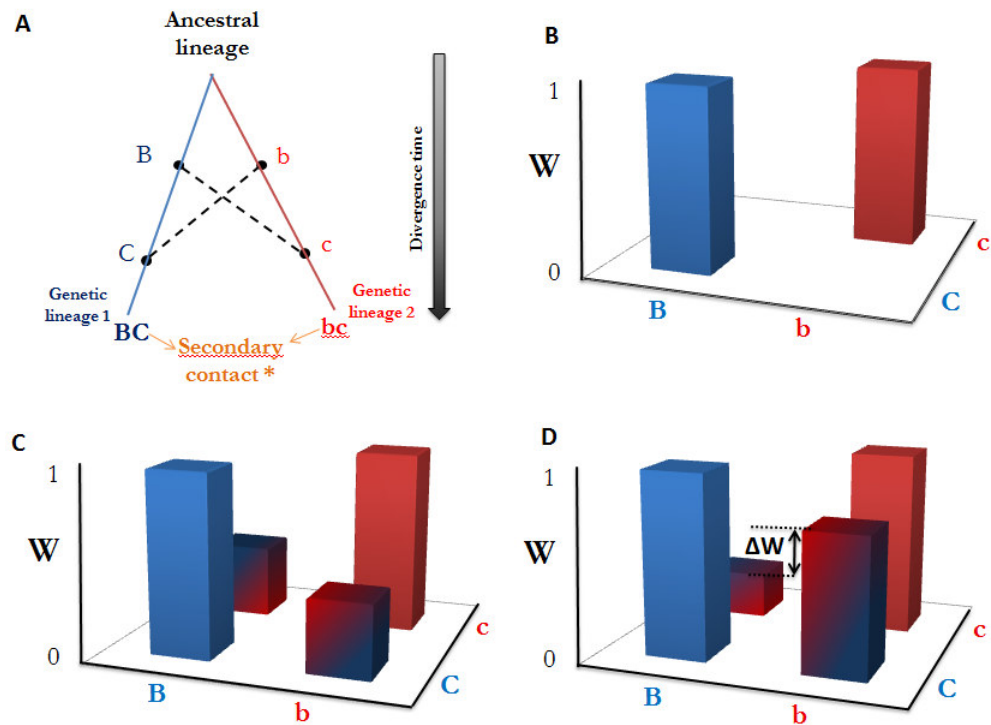 A
Ancestral
lineage
B
b
C
c
Genetic
lineage 1
BC
Genetic
lineage 2
bc
Secondary
contact *
Divergence time
B
1
W
0
B
b
C
c
C
1
W
0
B
b
C
c
D
1
W
0
ΔW
B
b
C
c